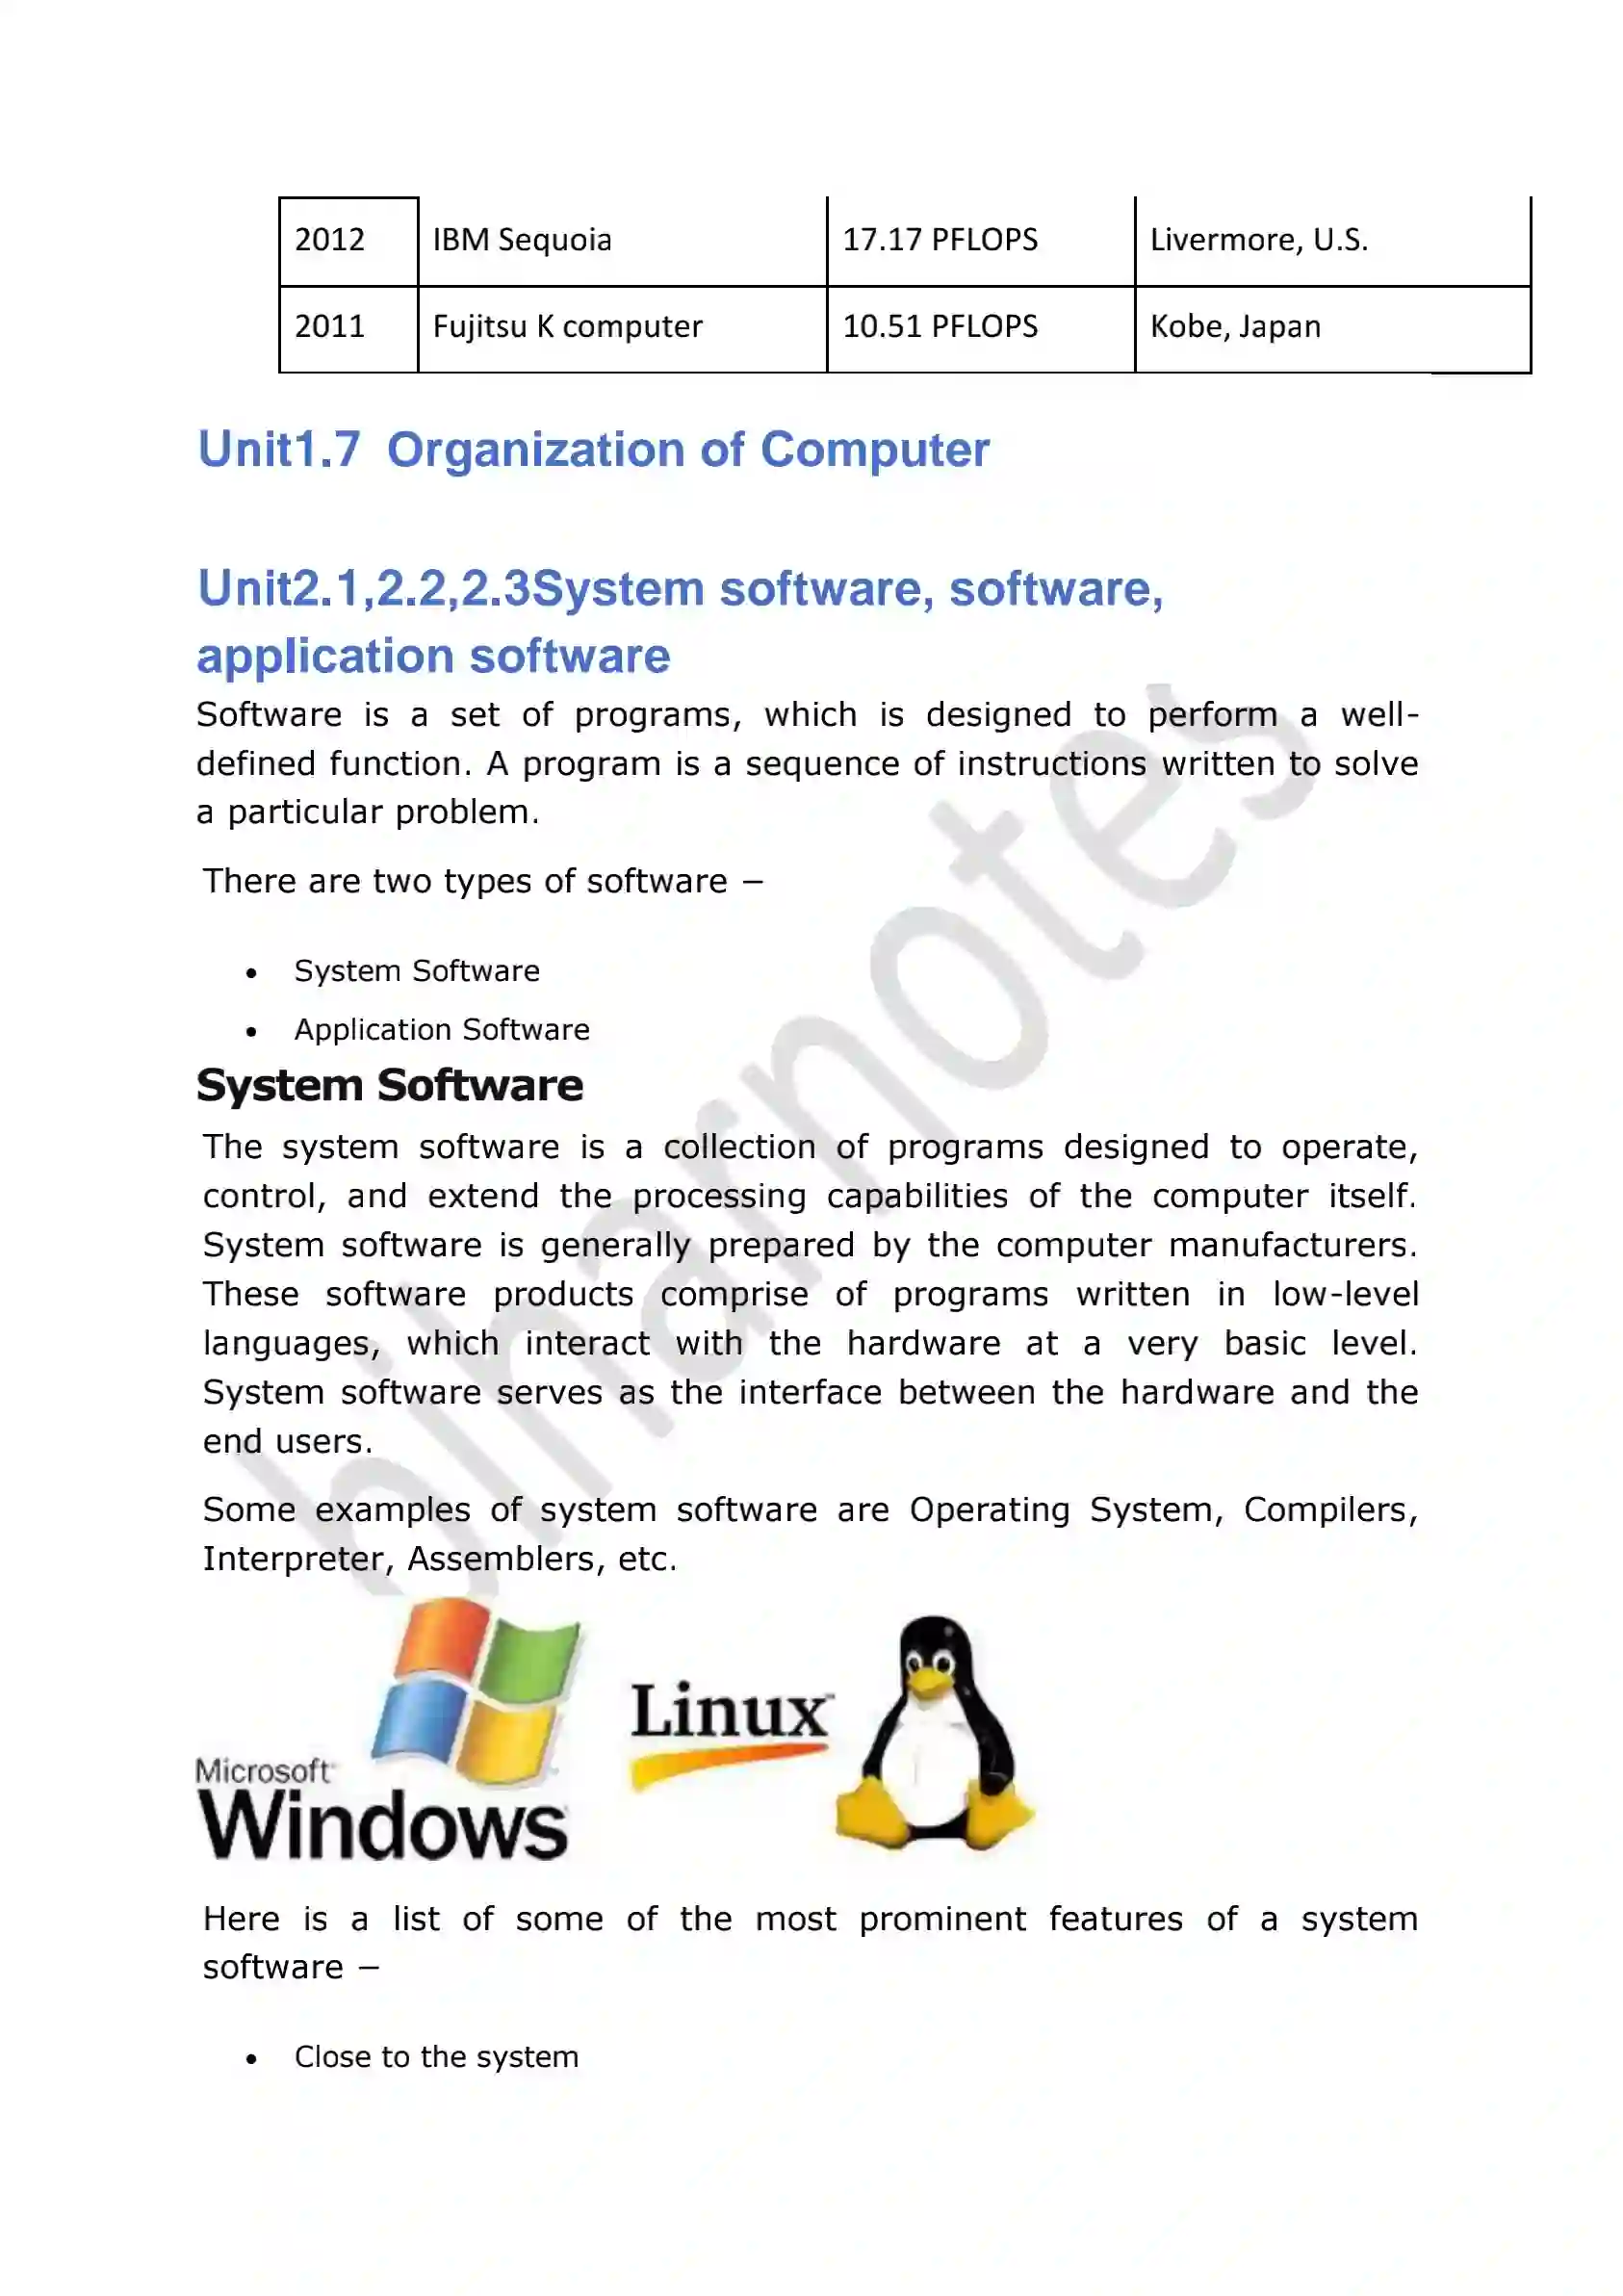 2012 IBM Sequoia 17.17 PFLOPS Livermore, U.S.
2011 Fujitsu K computer 10.51 PFLOPS Kobe, Japan
Unit1.7 Organization of Computer
Unit2.1,2.2,2.3System software, software,
application software
Software is a set of programs, which is designed to perform a well-
defined function. A program is a sequence of instructions written to solve
a particular problem.
There are two types of software −
• System Software
• Application Software
System Software
The system software is a collection of programs designed to operate,
control, and extend the processing capabilities of the computer itself.
System software is generally prepared by the computer manufacturers.
These software products comprise of programs written in low-level
languages, which interact with the hardware at a very basic level.
System software serves as the interface between the hardware and the
end users.
Some examples of system software are Operating System, Compilers,
Interpreter, Assemblers, etc.
Microsoft
Windows
Linux
Here is a list of some of the most prominent features of a system
software −
• Close to the system
biharnotes